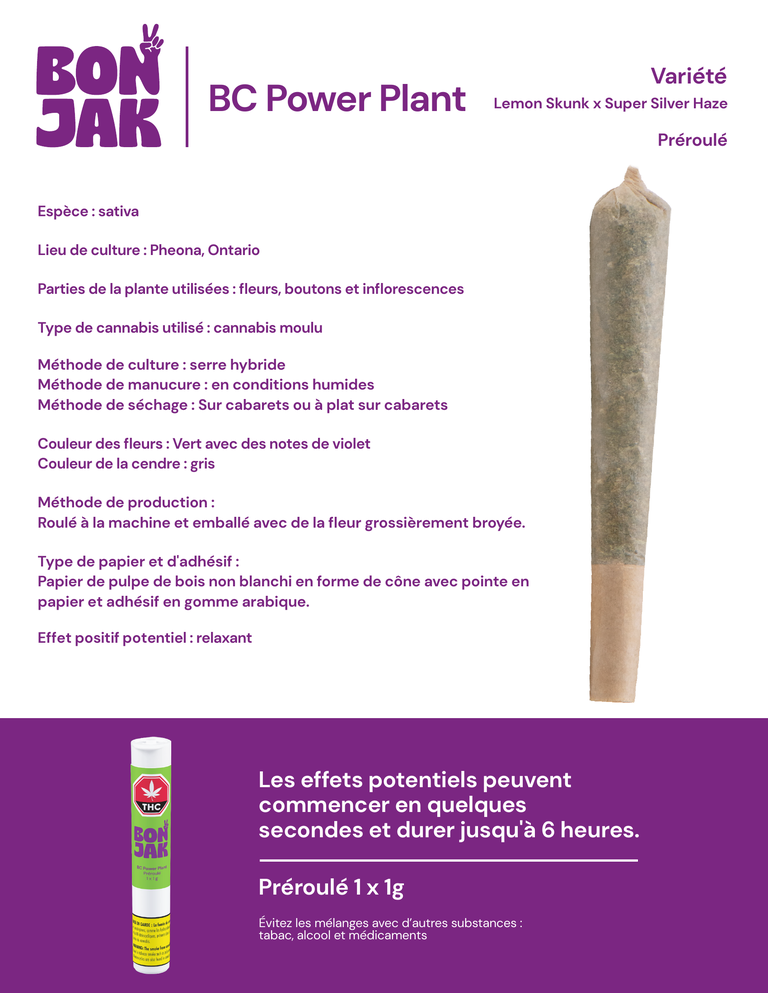 BON
JAK
BC Power Plant
Variété
Lemon Skunk x Super Silver Haze
Préroulé
Espèce : sativa
Lieu de culture : Pheona, Ontario
Parties de la plante utilisées : fleurs, boutons et inflorescences
Type de cannabis utilisé : cannabis moulu
Méthode de culture : serre hybride
Méthode de manucure : en conditions humides
Méthode de séchage : Sur cabarets ou à plat sur cabarets
Couleur des fleurs : Vert avec des notes de violet
Couleur de la cendre : gris
Méthode de production :
Roulé à la machine et emballé avec de la fleur grossièrement broyée.
Type de papier et d'adhésif :
Papier de pulpe de bois non blanchi en forme de cône avec pointe en
papier et adhésif en gomme arabique.
Effet positif potentiel : relaxant
THC
BON
JAK
BC Power Plant
Préroulé
1 x 1g
Les effets potentiels peuvent
commencer en quelques
secondes et durer jusqu'à 6 heures.
Préroulé 1 x 1g
Évitez les mélanges avec d’autres substances :
tabac, alcool et médicaments